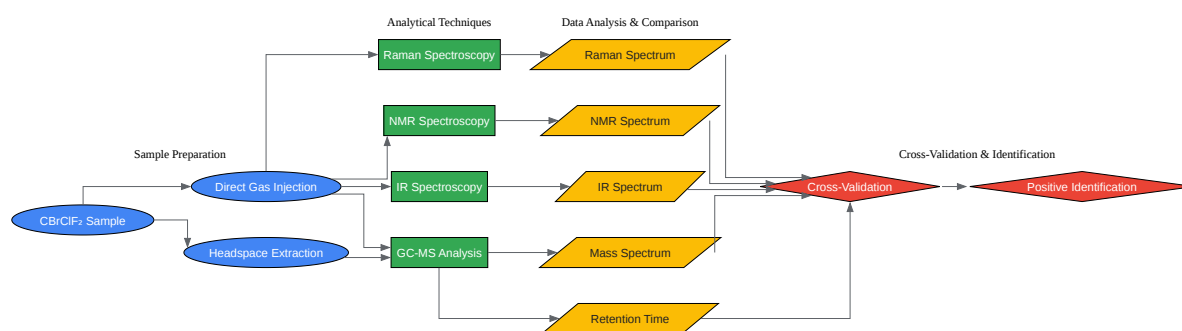 Analytical Techniques
Data Analysis & Comparison
Raman Spectroscopy
Raman Spectrum
NMR Spectroscopy
NMR Spectrum
Sample Preparation
Cross-Validation & Identification
Direct Gas Injection
IR Spectroscopy
IR Spectrum
Cross-Validation
Positive Identification
CBrClF₂ Sample
Headspace Extraction
GC-MS Analysis
Mass Spectrum
Retention Time